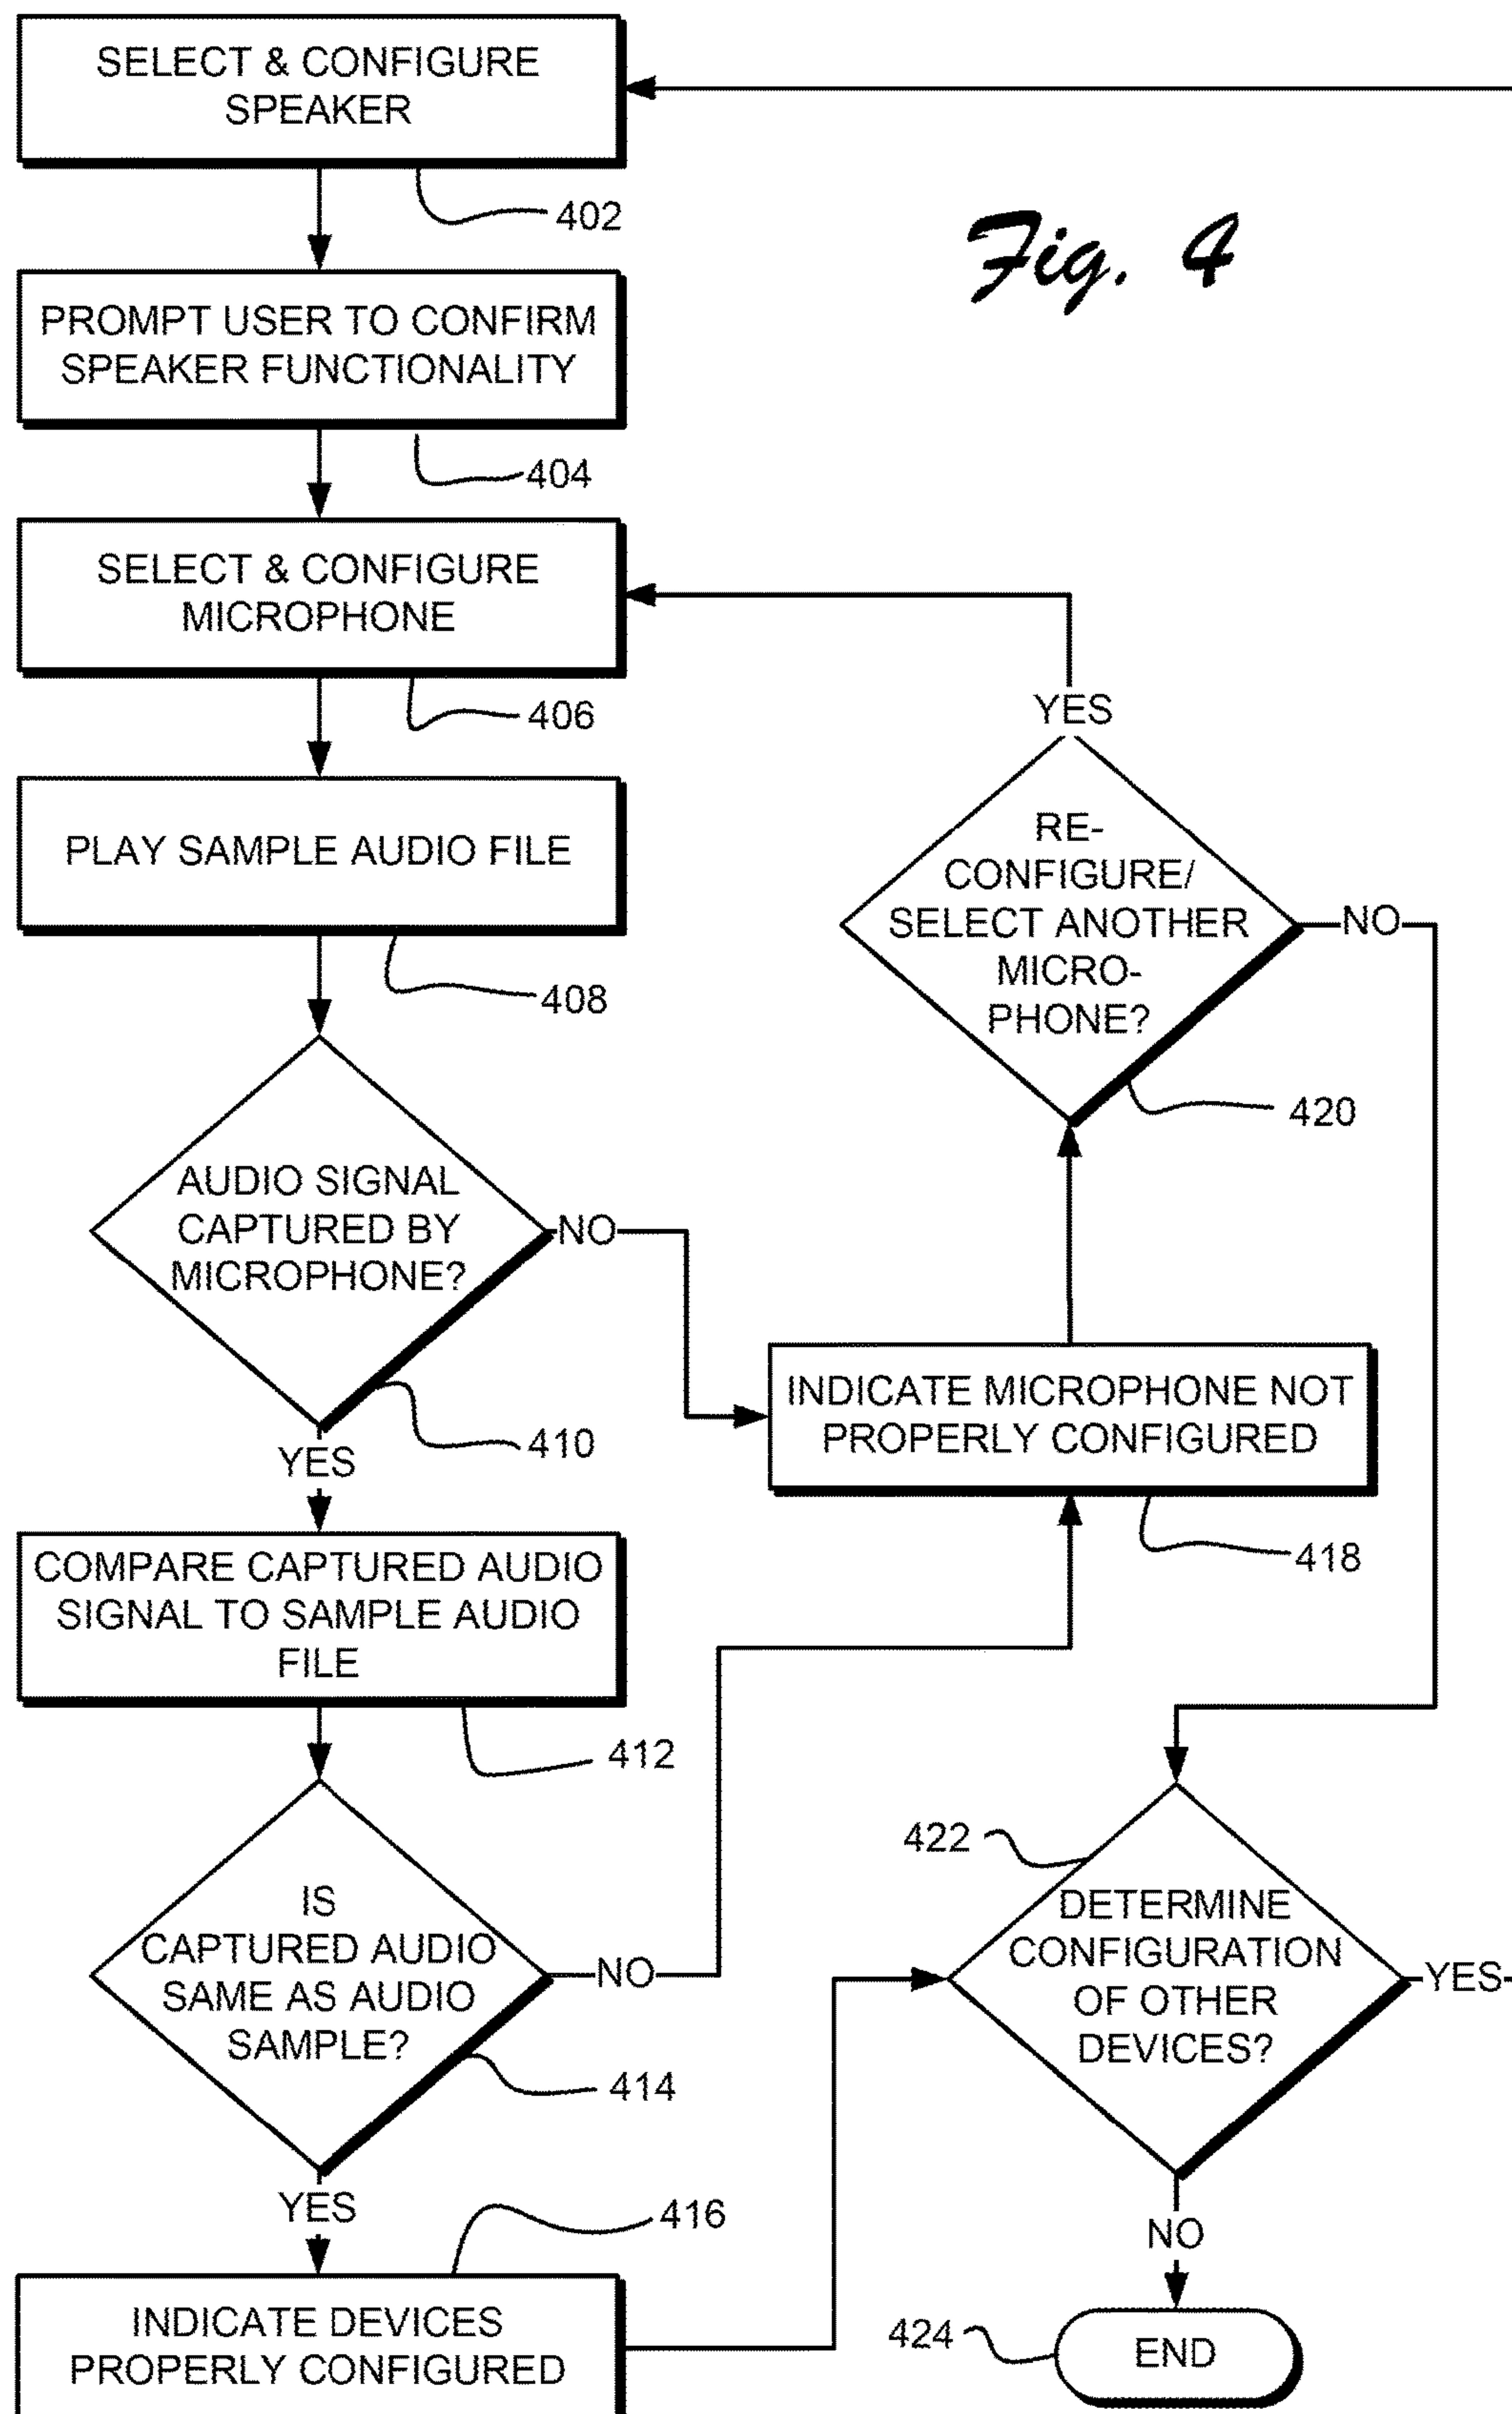 SELECT & CONFIGURE
SPEAKER
402
Fig. 4
PROMPT USER TO CONFIRM
SPEAKER FUNCTIONALITY
404
SELECT & CONFIGURE
MICROPHONE
406
PLAY SAMPLE AUDIO FILE
408
AUDIO SIGNAL
CAPTURED BY
MICROPHONE?
NO
410
YES
COMPARE CAPTURED AUDIO
SIGNAL TO SAMPLE AUDIO
FILE
412
IS
CAPTURED AUDIO
SAME AS AUDIO
SAMPLE?
NO
414
YES
416
INDICATE DEVICES
PROPERLY CONFIGURED
YES
RE-
CONFIGURE/
SELECT ANOTHER
MICRO-
PHONE?
NO
420
INDICATE MICROPHONE NOT
PROPERLY CONFIGURED
418
422
DETERMINE
CONFIGURATION
OF OTHER
DEVICES?
YES
NO
424
END